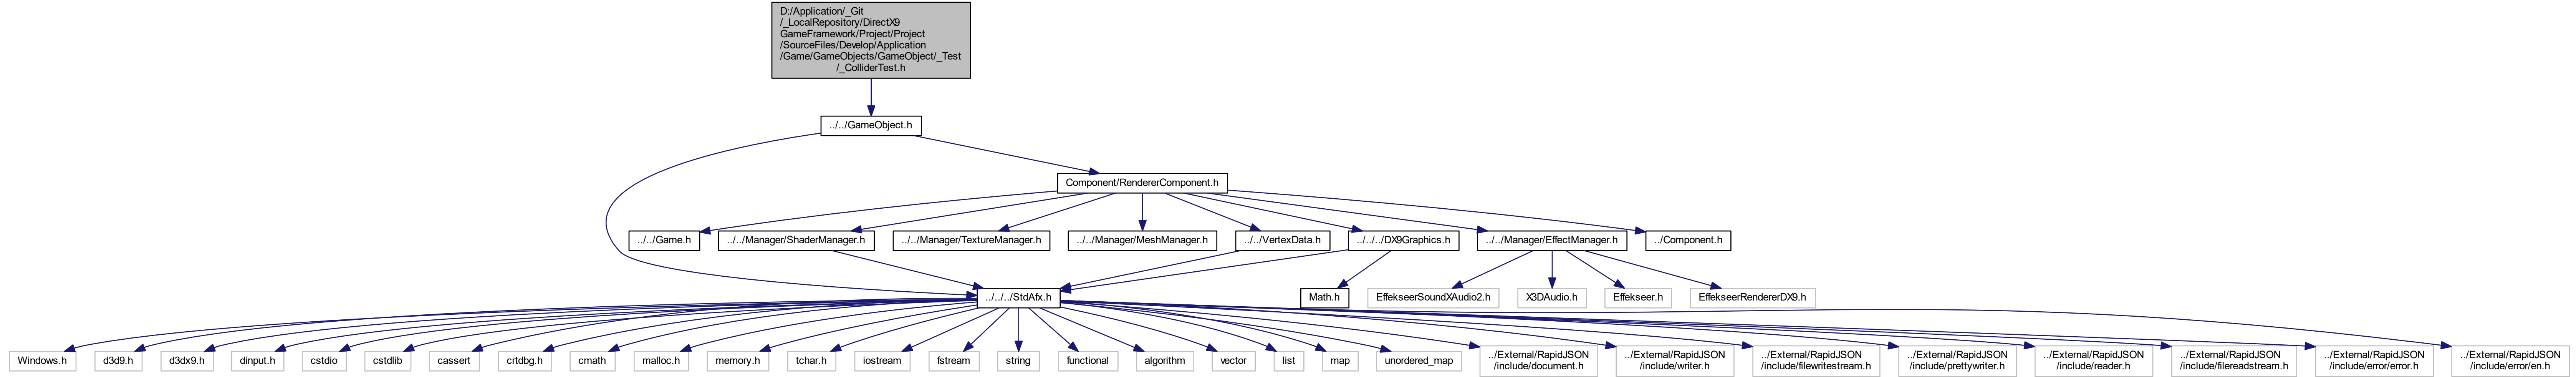 D:/Application/_Git
/_LocalRepository/DirectX9
GameFramework/Project/Project
/SourceFiles/Develop/Application
/Game/GameObjects/GameObject/_Test
/_ColliderTest.h
../../GameObject.h
Component/RendererComponent.h
../../Game.h
../../Manager/ShaderManager.h
../../Manager/TextureManager.h
../../Manager/MeshManager.h
../../VertexData.h
../../../DX9Graphics.h
../../Manager/EffectManager.h
../Component.h
../../../StdAfx.h
Math.h
EffekseerSoundXAudio2.h
X3DAudio.h
Effekseer.h
EffekseerRendererDX9.h
Windows.h
d3d9.h
d3dx9.h
dinput.h
cstdio
cstdlib
cassert
crtdbg.h
cmath
malloc.h
memory.h
tchar.h
iostream
fstream
string
functional
algorithm
vector
list
map
unordered_map
../External/RapidJSON
/include/document.h
../External/RapidJSON
/include/writer.h
../External/RapidJSON
/include/filewritestream.h
../External/RapidJSON
/include/prettywriter.h
../External/RapidJSON
/include/reader.h
../External/RapidJSON
/include/filereadstream.h
../External/RapidJSON
/include/error/error.h
../External/RapidJSON
/include/error/en.h